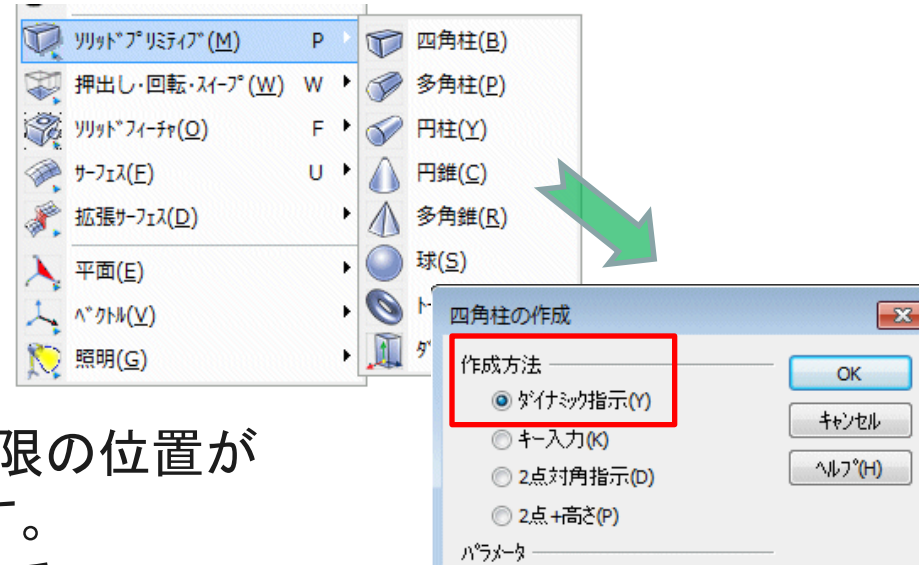 ｿﾘｯﾄﾞﾌﾟﾘﾐﾃｨﾌﾞ(M) P
押出し･回転･ｽｲｰﾌﾟ(W) W
ｿﾘｯﾄﾞﾌｨｰﾁｬ(O) F
ｻｰﾌｪｽ(F) U
拡張ｻｰﾌｪｽ(D)
平面(E)
ﾍﾞｸﾄﾙ(V)
照明(G)
四角柱(B)
多角柱(P)
円柱(Y)
円錐(C)
多角錐(R)
球(S)
四角柱の作成
作成方法
ﾀﾞｲﾅﾐｯｸ指示(Y)
キー入力(K)
2点対角指示(D)
2点+高さ(P)
ﾊﾟﾗﾒｰﾀ
OK
ｷｬﾝｾﾙ
ﾍﾙﾌﾟ(H)
限の位置が